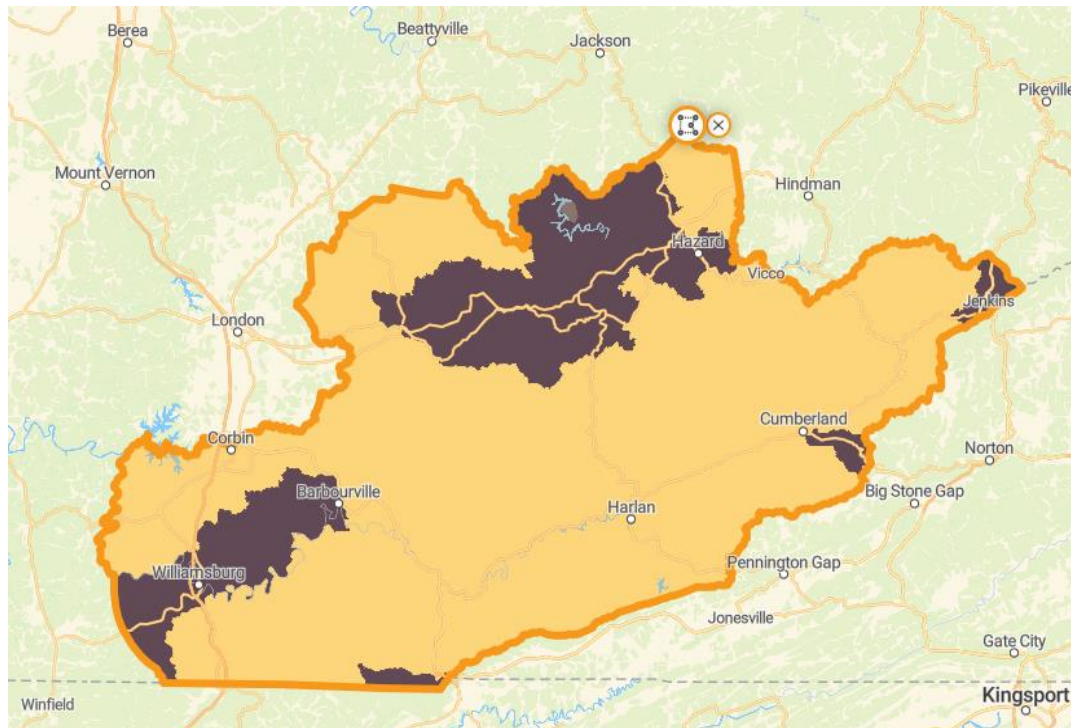 Berea
Beattyville
Jackson
Pikeville
Mount Vernon
Hindman
Hazard
Vicco
Jenkins
London
Cumberland
Corbin
Norton
Barbourville
Big Stone Gap
Harlan
Pennington Gap
Williamsburg
Jonesville
Gate City
Winfield
Kingsport